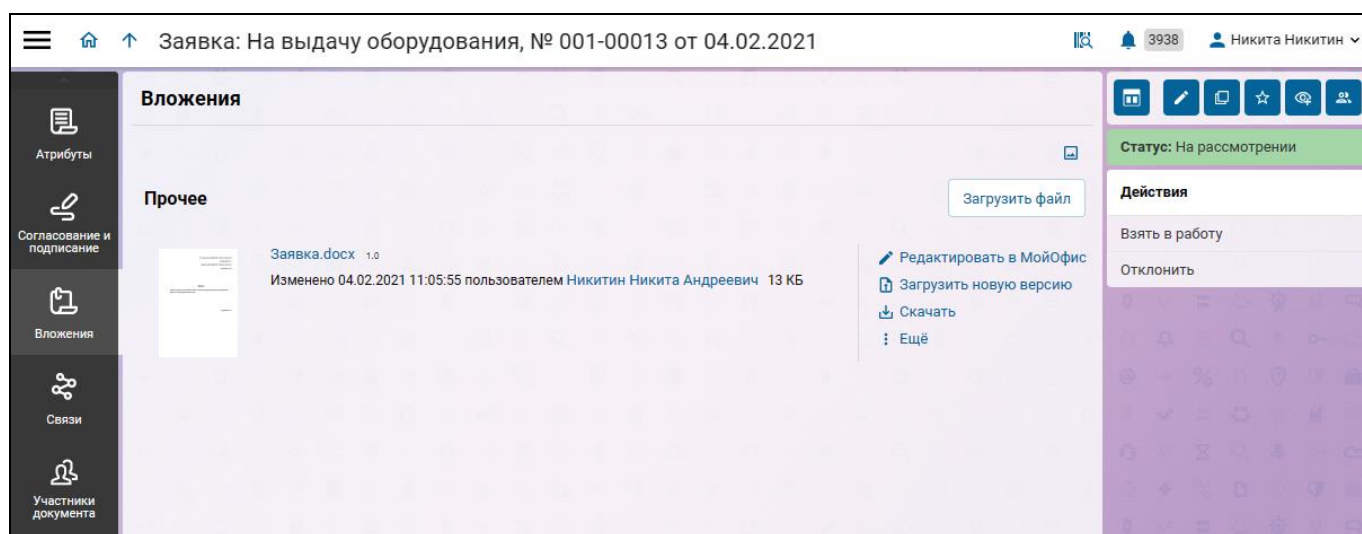 Заявка: На выдачу оборудования, № 001-00013 от 04.02.2021
3938
Никита Никитин
Атрибуты
Согласование и
подписание
Вложения
Связи
Участники
документа
Вложения
Прочее
Загрузить файл
Заявка.docx 1.0
Изменено 04.02.2021 11:05:55 пользователем Никитин Никита Андреевич 13 КБ
Редактировать в МойОфис
Загрузить новую версию
Скачать
Ещё
Статус: На рассмотрении
Действия
Взять в работу
Отклонить